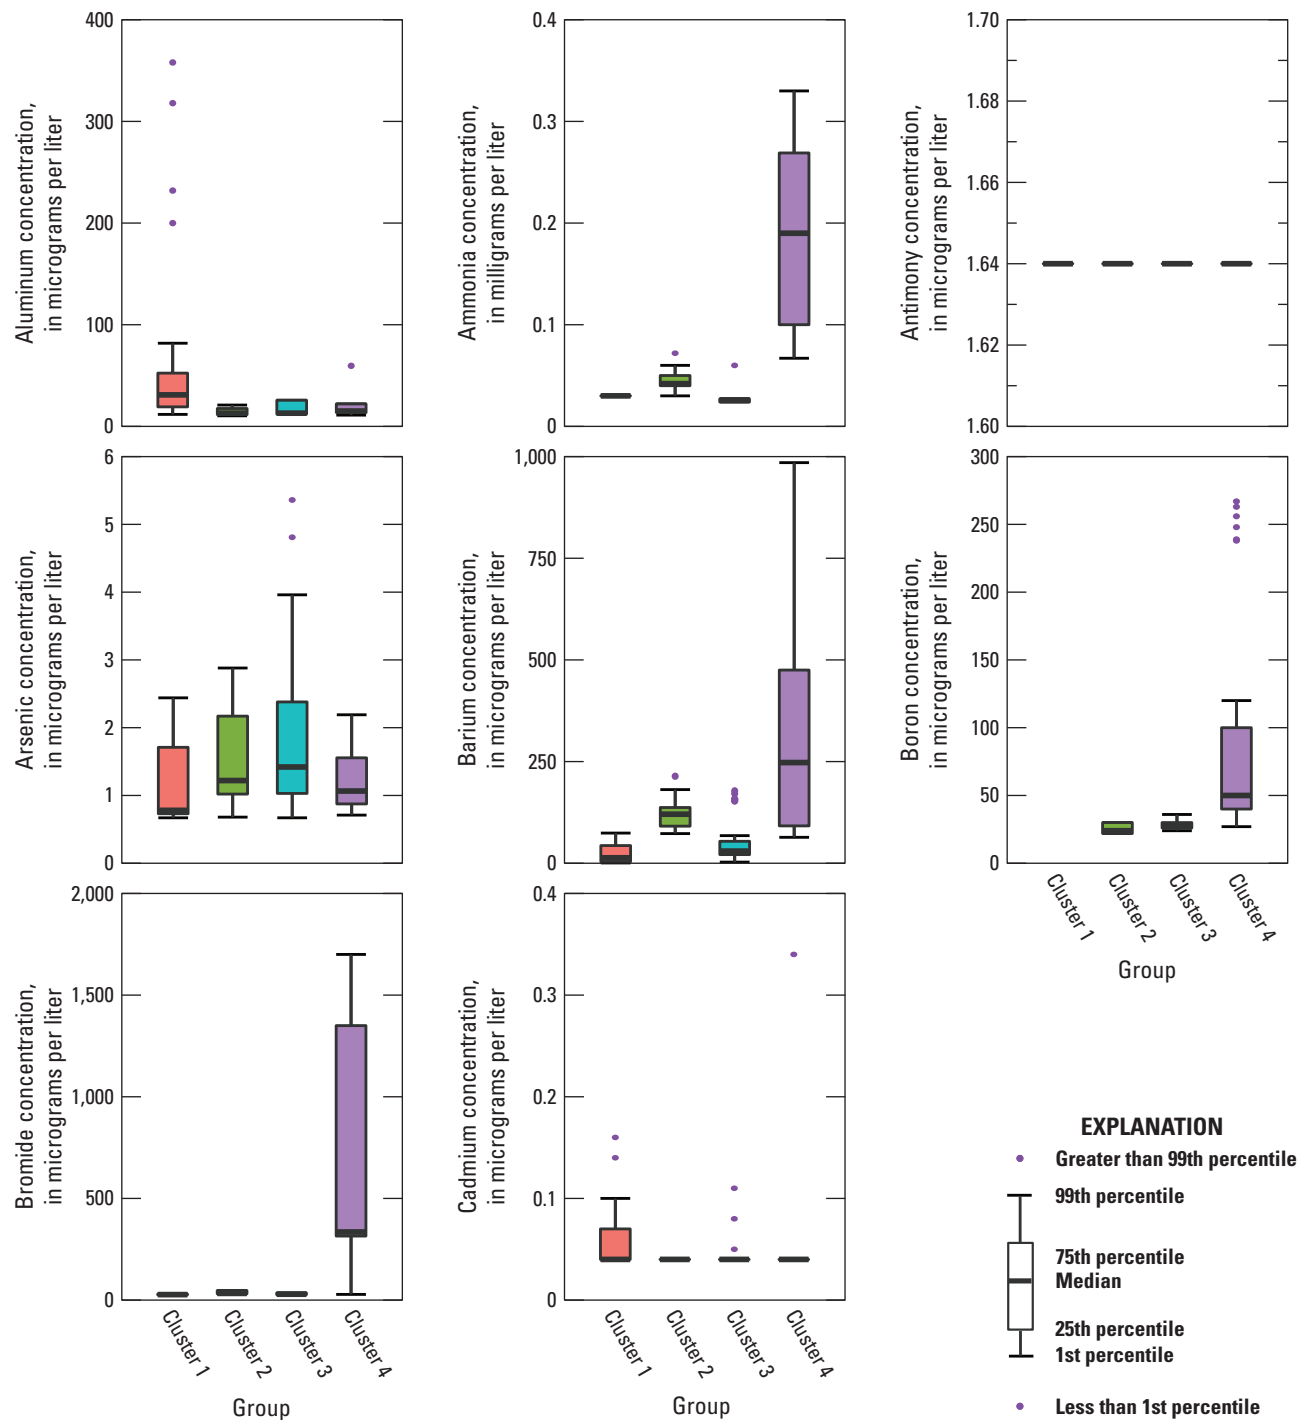 Aluminum concentration,
in micrograms per liter
400
300
200
100
0
Ammonia concentration,
in milligrams per liter
0.4
0.3
0.2
0.1
0
Antimony concentration,
in micrograms per liter
1.70
1.68
1.66
1.64
1.62
1.60
Arsenic concentration,
in micrograms per liter
6
5
4
3
2
1
0
Barium concentration,
in micrograms per liter
1,000
750
500
250
0
Boron concentration,
in micrograms per liter
300
250
200
150
100
50
0
Cluster 1
Cluster 2
Cluster 3
Cluster 4
Group
Bromide concentration,
in micrograms per liter
2,000
1,500
1,000
500
0
Cluster 1
Cluster 2
Cluster 3
Cluster 4
Group
Cadmium concentration,
in micrograms per liter
0.4
0.3
0.2
0.1
0
Cluster 1
Cluster 2
Cluster 3
Cluster 4
Group
EXPLANATION
Greater than 99th percentile
99th percentile
75th percentile
Median
25th percentile
1st percentile
Less than 1st percentile